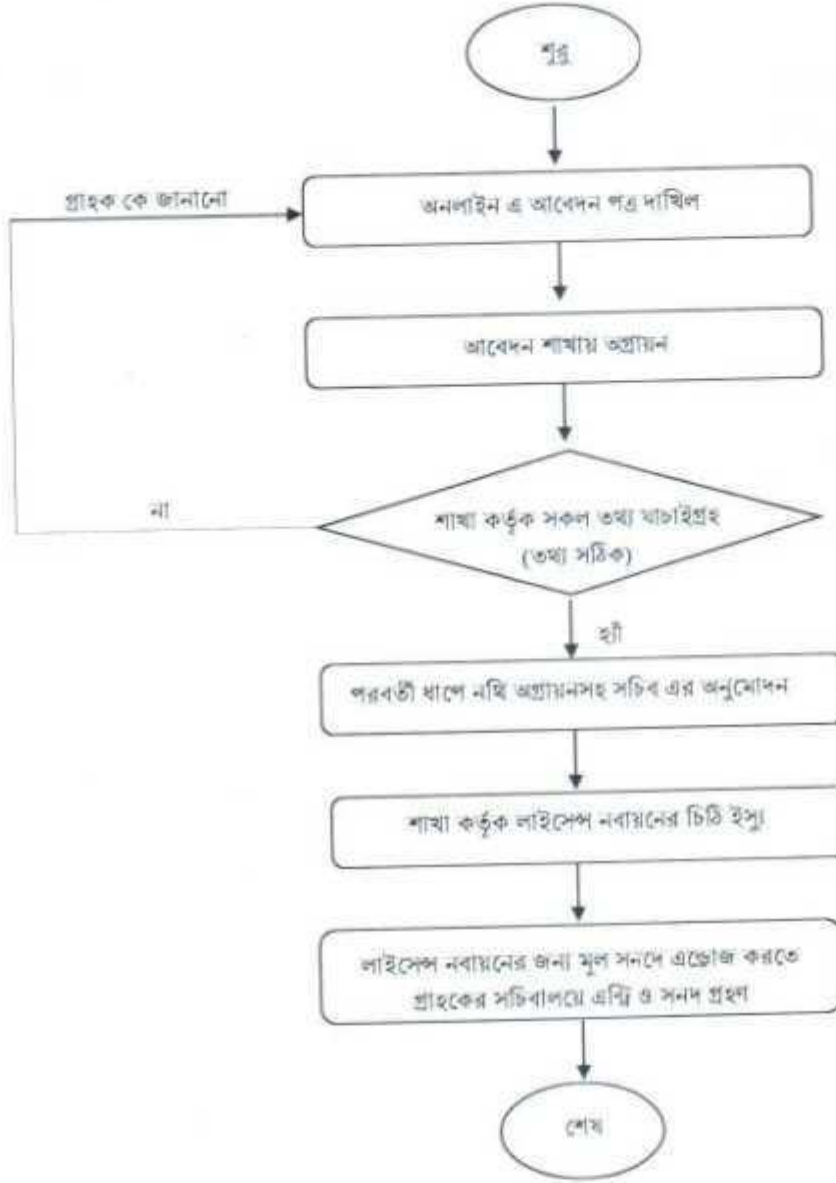 শুরু
গ্রাহক কে জানানো
অনলাইন এ আবেদন পত্র দাখিল
আবেদন শাখায় অগ্রায়ন
না
শাখা কর্তৃক সকল তথ্য যাচাইগ্রহ
(তথ্য সঠিক)
হ্যাঁ
পরবর্তী ধাপে নথি অগ্রায়নসহ সচিব এর অনুমোদন
শাখা কর্তৃক লাইসেন্স নবায়নের চিঠি ইস্যু
লাইসেন্স নবায়নের জন্য মূল সনদে এন্ডোজ করতে
গ্রাহকের সচিবালয়ে এন্ট্রি ও সনদ গ্রহণ
শেষ